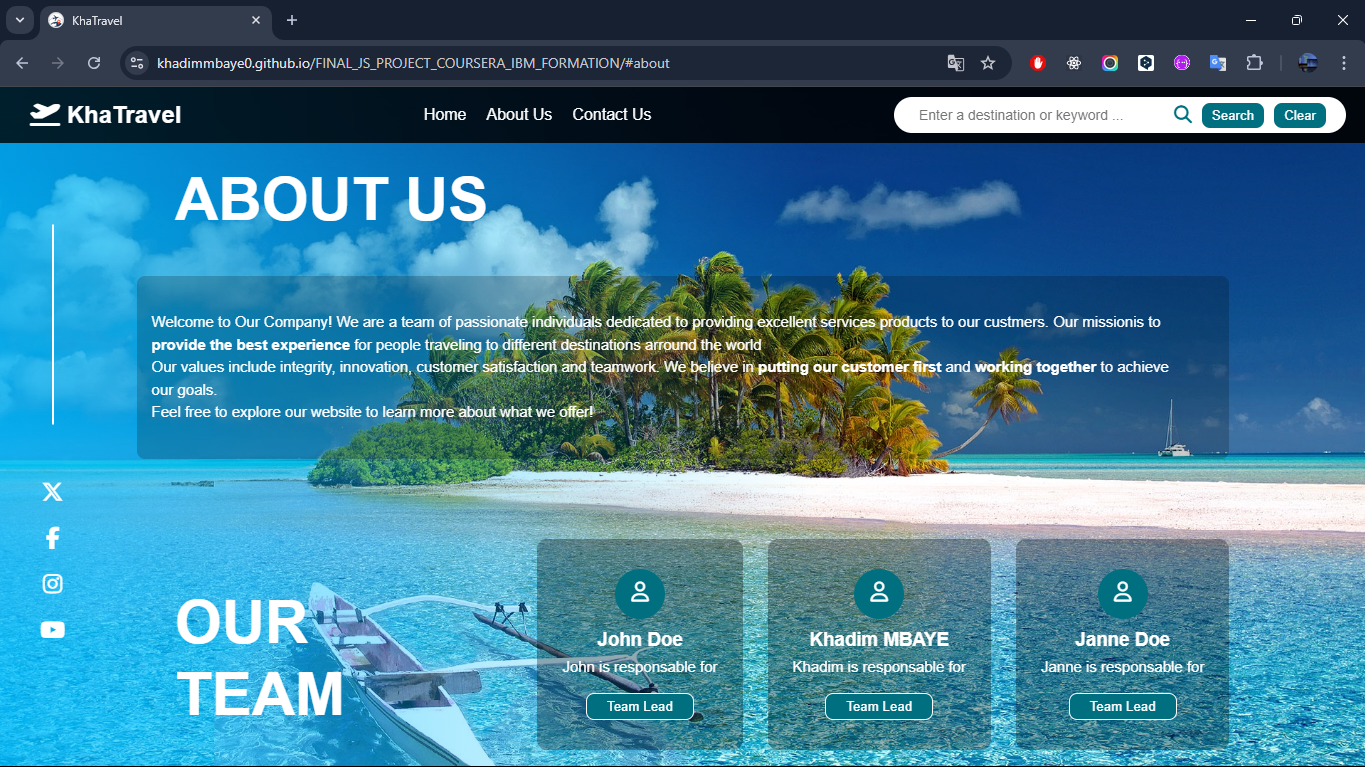 KhaTravel
khadimmbaye0.github.io/FINAL_JS_PROJECT_COURSERA_IBM_FORMATION/#about
KhaTravel
Home About Us Contact Us
Enter a destination or keyword ...
Search
Clear
ABOUT US
Welcome to Our Company! We are a team of passionate individuals dedicated to providing excellent services products to our custmers. Our missionis to
provide the best experience for people traveling to different destinations arround the world
Our values include integrity, innovation, customer satisfaction and teamwork. We believe in putting our customer first and working together to achieve
our goals.
Feel free to explore our website to learn more about what we offer!
OUR
TEAM
John Doe
John is responsable for
Team Lead
Khadim MBAYE
Khadim is responsable for
Team Lead
Janne Doe
Janne is responsable for
Team Lead